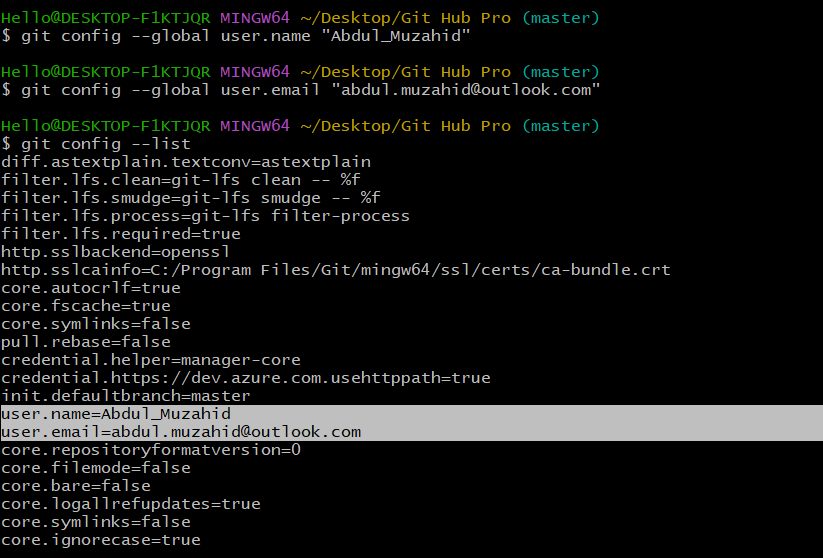 Hello@DESKTOP-F1KTJQR MINGW64 ~/Desktop/Git Hub Pro (master)
$ git config --global user.name "Abdul_Muzahid"
Hello@DESKTOP-F1KTJQR MINGW64 ~/Desktop/Git Hub Pro (master)
$ git config --global user.email "abdul.muzahid@outlook.com"
Hello@DESKTOP-F1KTJQR MINGW64 ~/Desktop/Git Hub Pro (master)
$ git config --list
diff.astextplain.textconv=astextplain
filter.lfs.clean=git-lfs clean -- %f
filter.lfs.smudge=git-lfs smudge -- %f
filter.lfs.process=git-lfs filter-process
filter.lfs.required=true
http.sslbackend=openssl
http.sslcainfo=C:/Program Files/Git/mingw64/ssl/certs/ca-bundle.crt
core.autocrlf=true
core.fscache=true
core.symlinks=false
pull.rebase=false
credential.helper=manager-core
credential.https://dev.azure.com.usehttppath=true
init.defaultbranch=master
user.name=Abdul_Muzahid
user.email=abdul.muzahid@outlook.com
core.repositoryformatversion=0
core.filemode=false
core.bare=false
core.logallrefupdates=true
core.symlinks=false
core.ignorecase=true